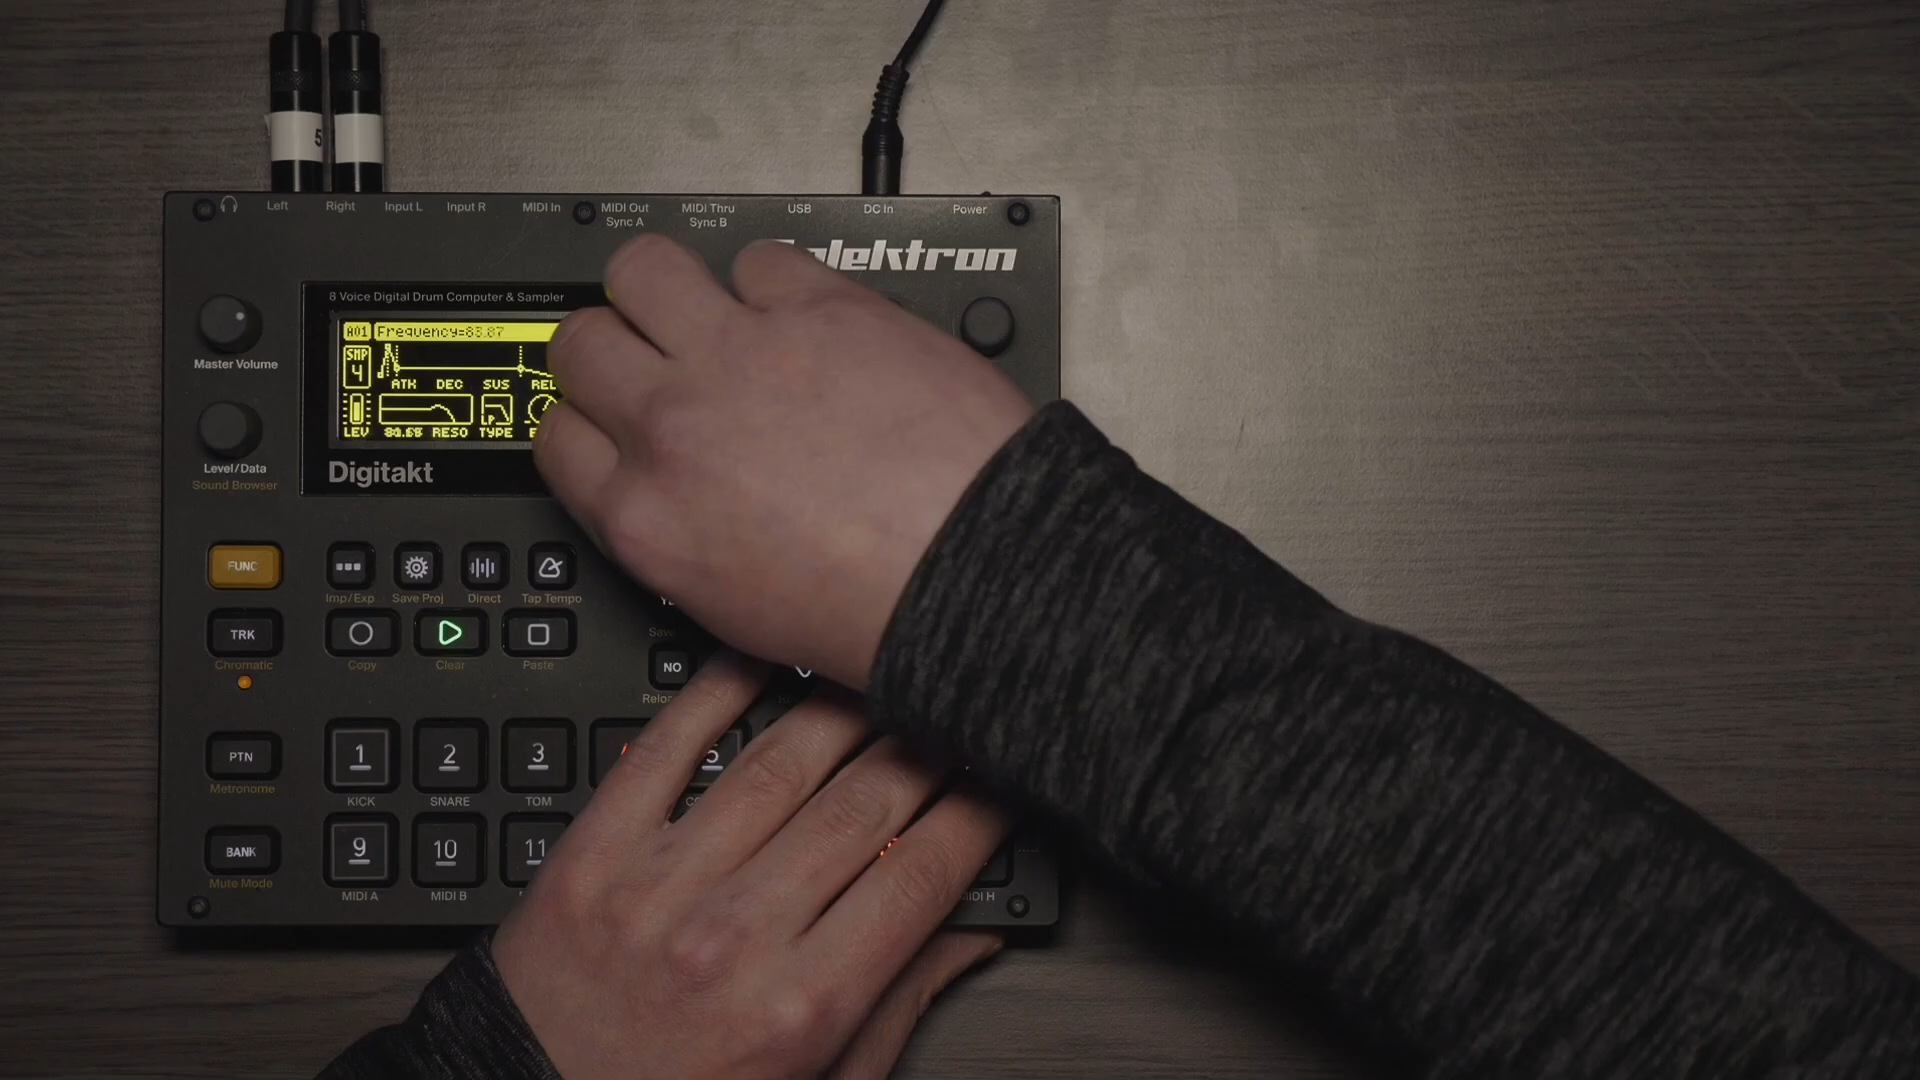 5
Left
Right
Input L
Input R
MIDI In
MIDI Out
Sync A
MIDI Thru
Sync B
USB
DC In
Power
elektron
8 Voice Digital Drum Computer & Sampler
A01
SMP
4
ATK
DEC
SUS
REL
LEV
RESO
TYPE
Master Volume
Level/Data
Sound Browser
Digitakt
FUNC
Imp/Exp
Save Proj
Direct
Tap Tempo
TRK
Chromatic
Copy
Clear
Paste
NO
PTN
Metronome
1
2
3
5
KICK
SNARE
TOM
BANK
Mute Mode
9
10
11
MIDI A
MIDI B